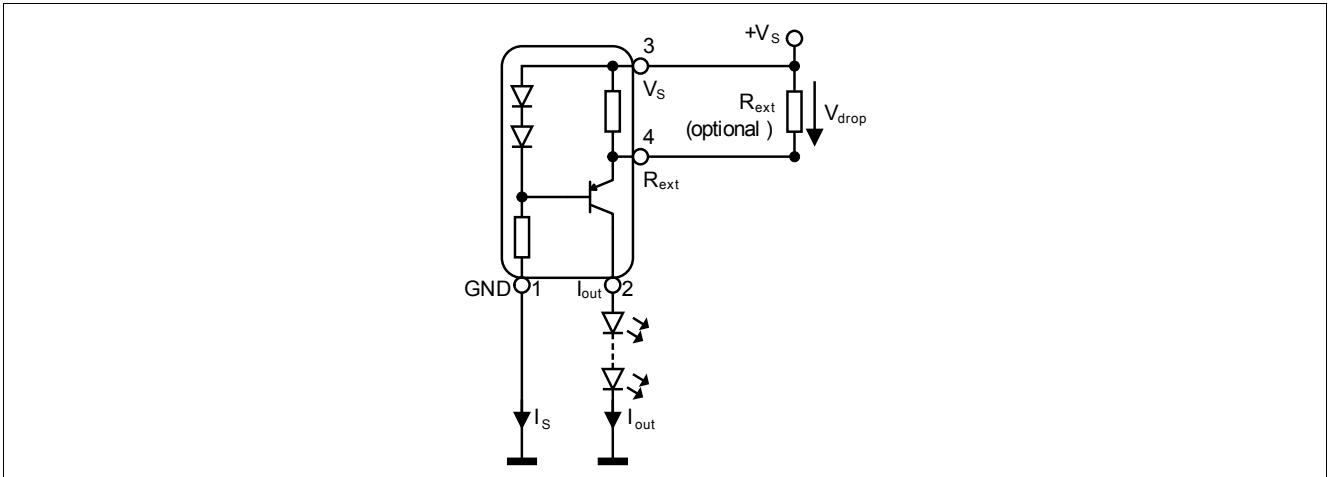 +VS
3
VS
Rext
(optional )
Vdrop
4
Rext
GND 1
Iout 2
IS
Iout